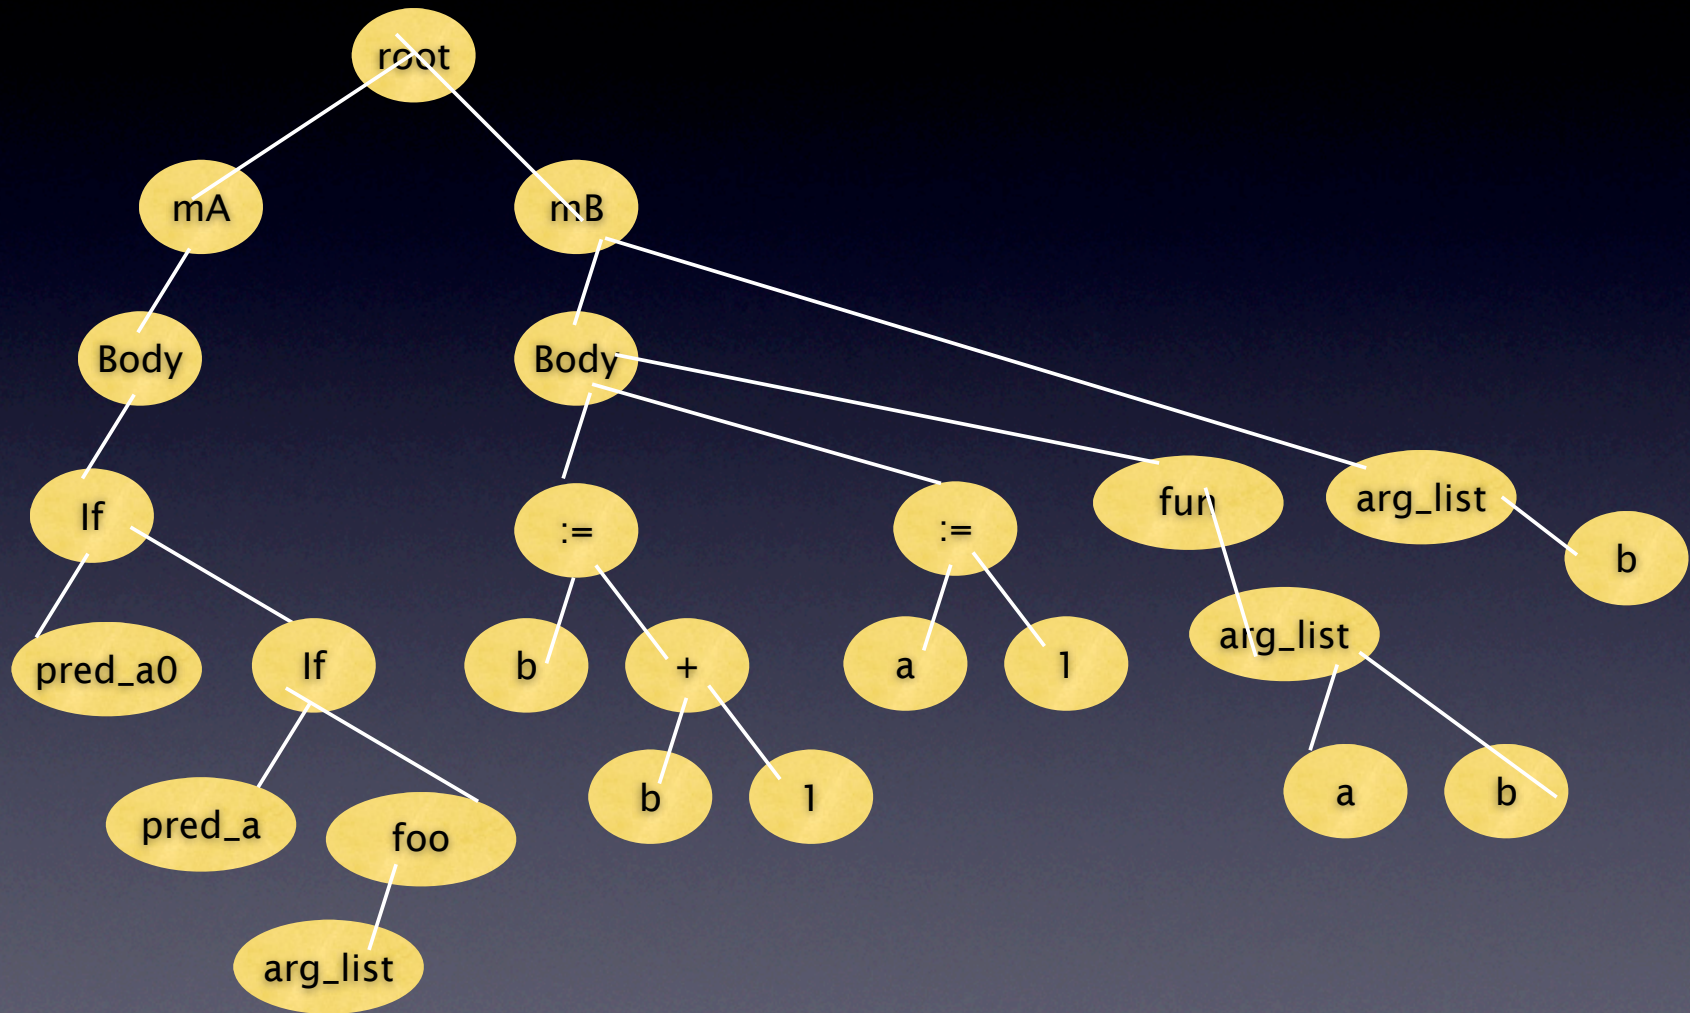 root
mA
mB
Body
Body
If
:=
:=
fun
arg_list
b
pred_a0
If
b
+
a
1
arg_list
pred_a
foo
b
1
a
b
arg_list